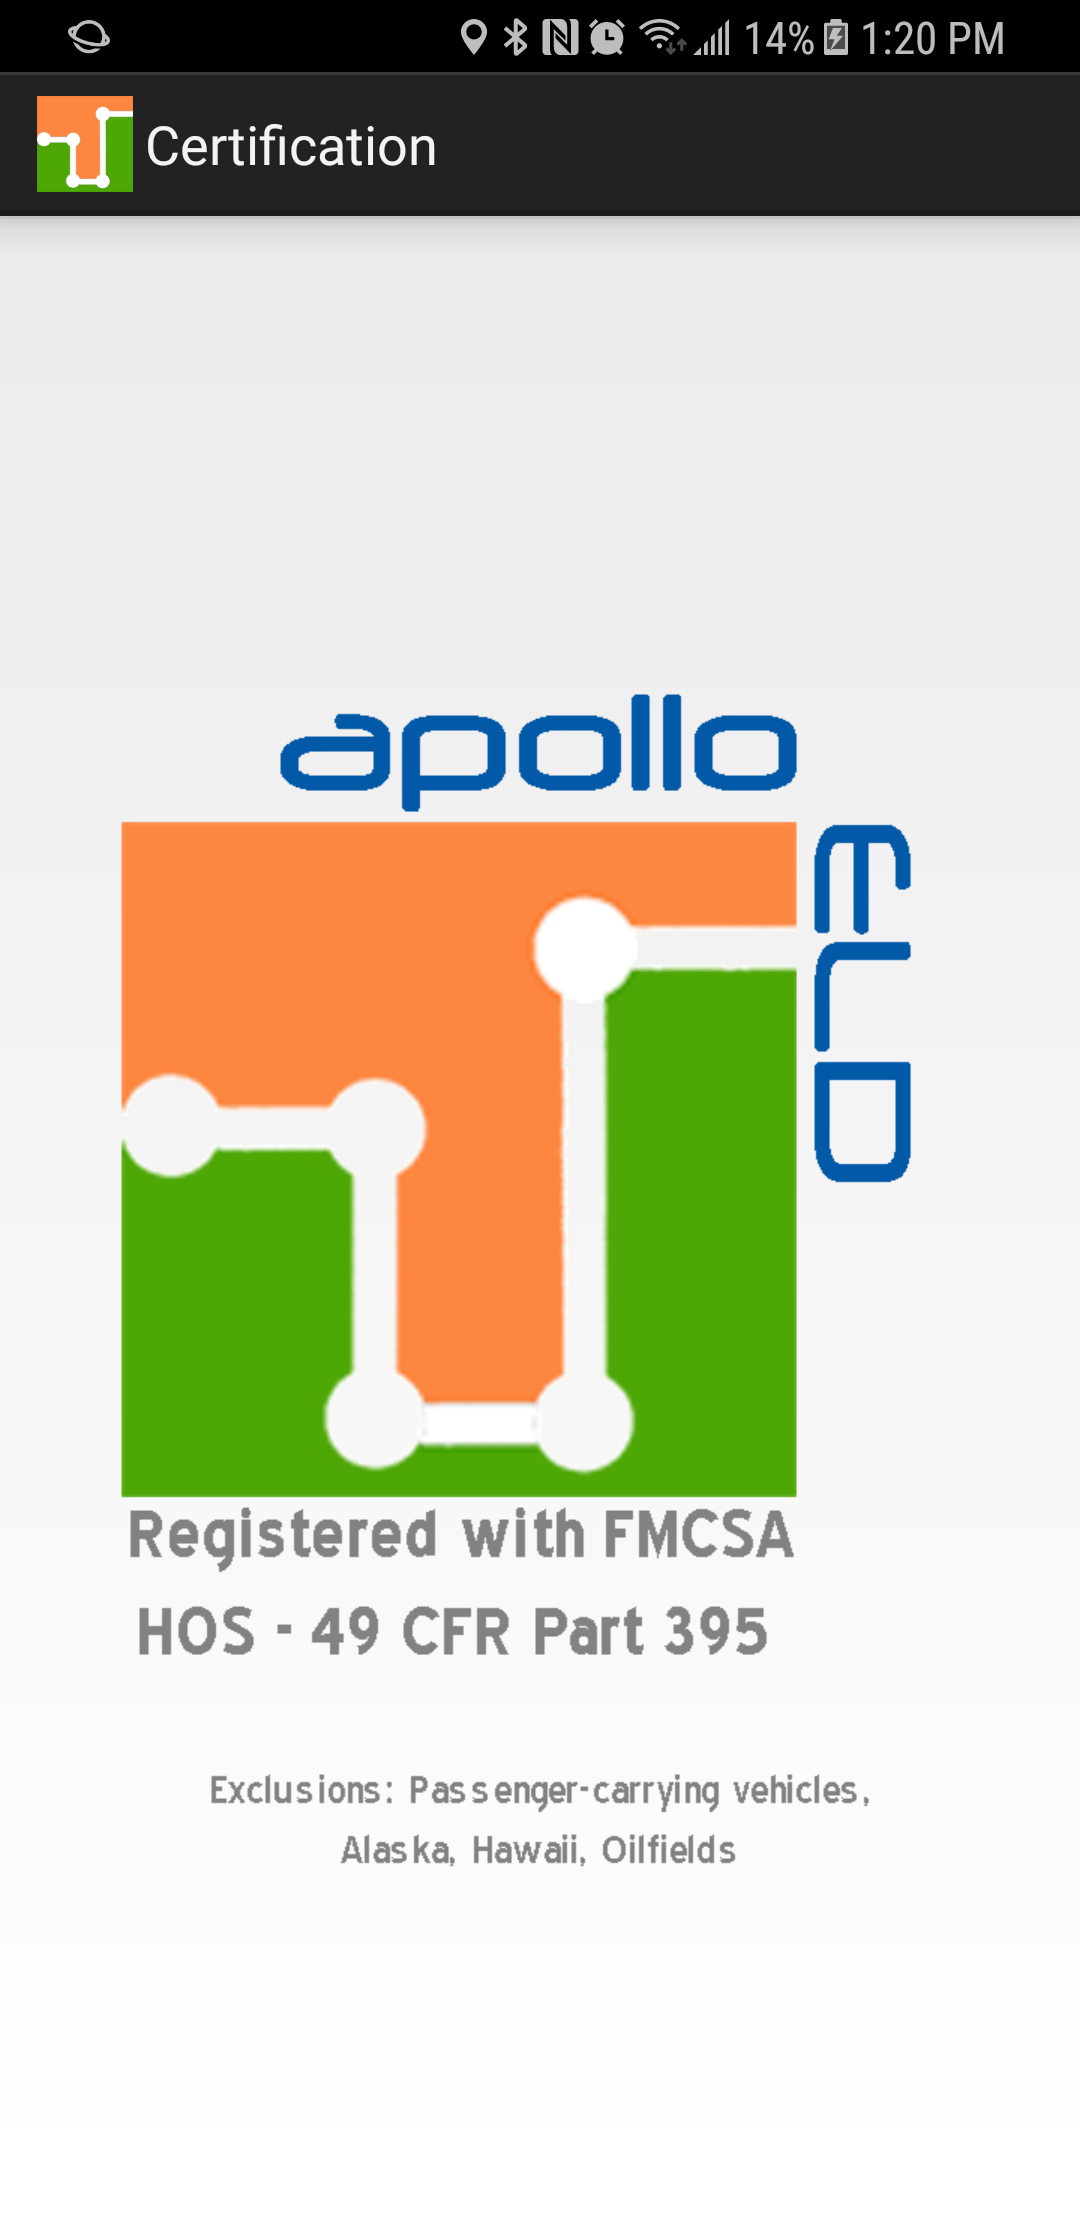 14% 1:20 PM
Certification
apollo
ELD
Registered with FMCSA
HOS - 49 CFR Part 395
Exclusions: Passenger-carrying vehicles,
Alaska, Hawaii, Oilfields